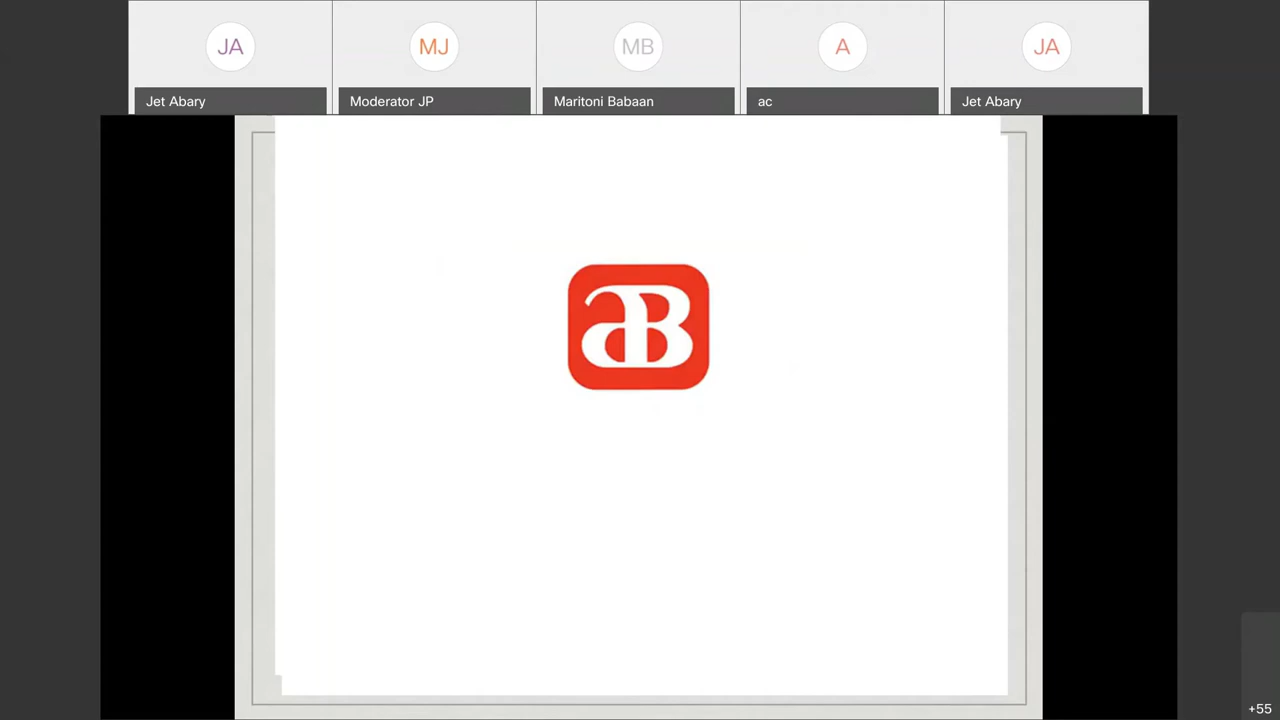 JA
MJ
MB
A
JA
Jet Abary
Moderator JP
Maritoni Babaan
ac
Jet Abary
aB
+55